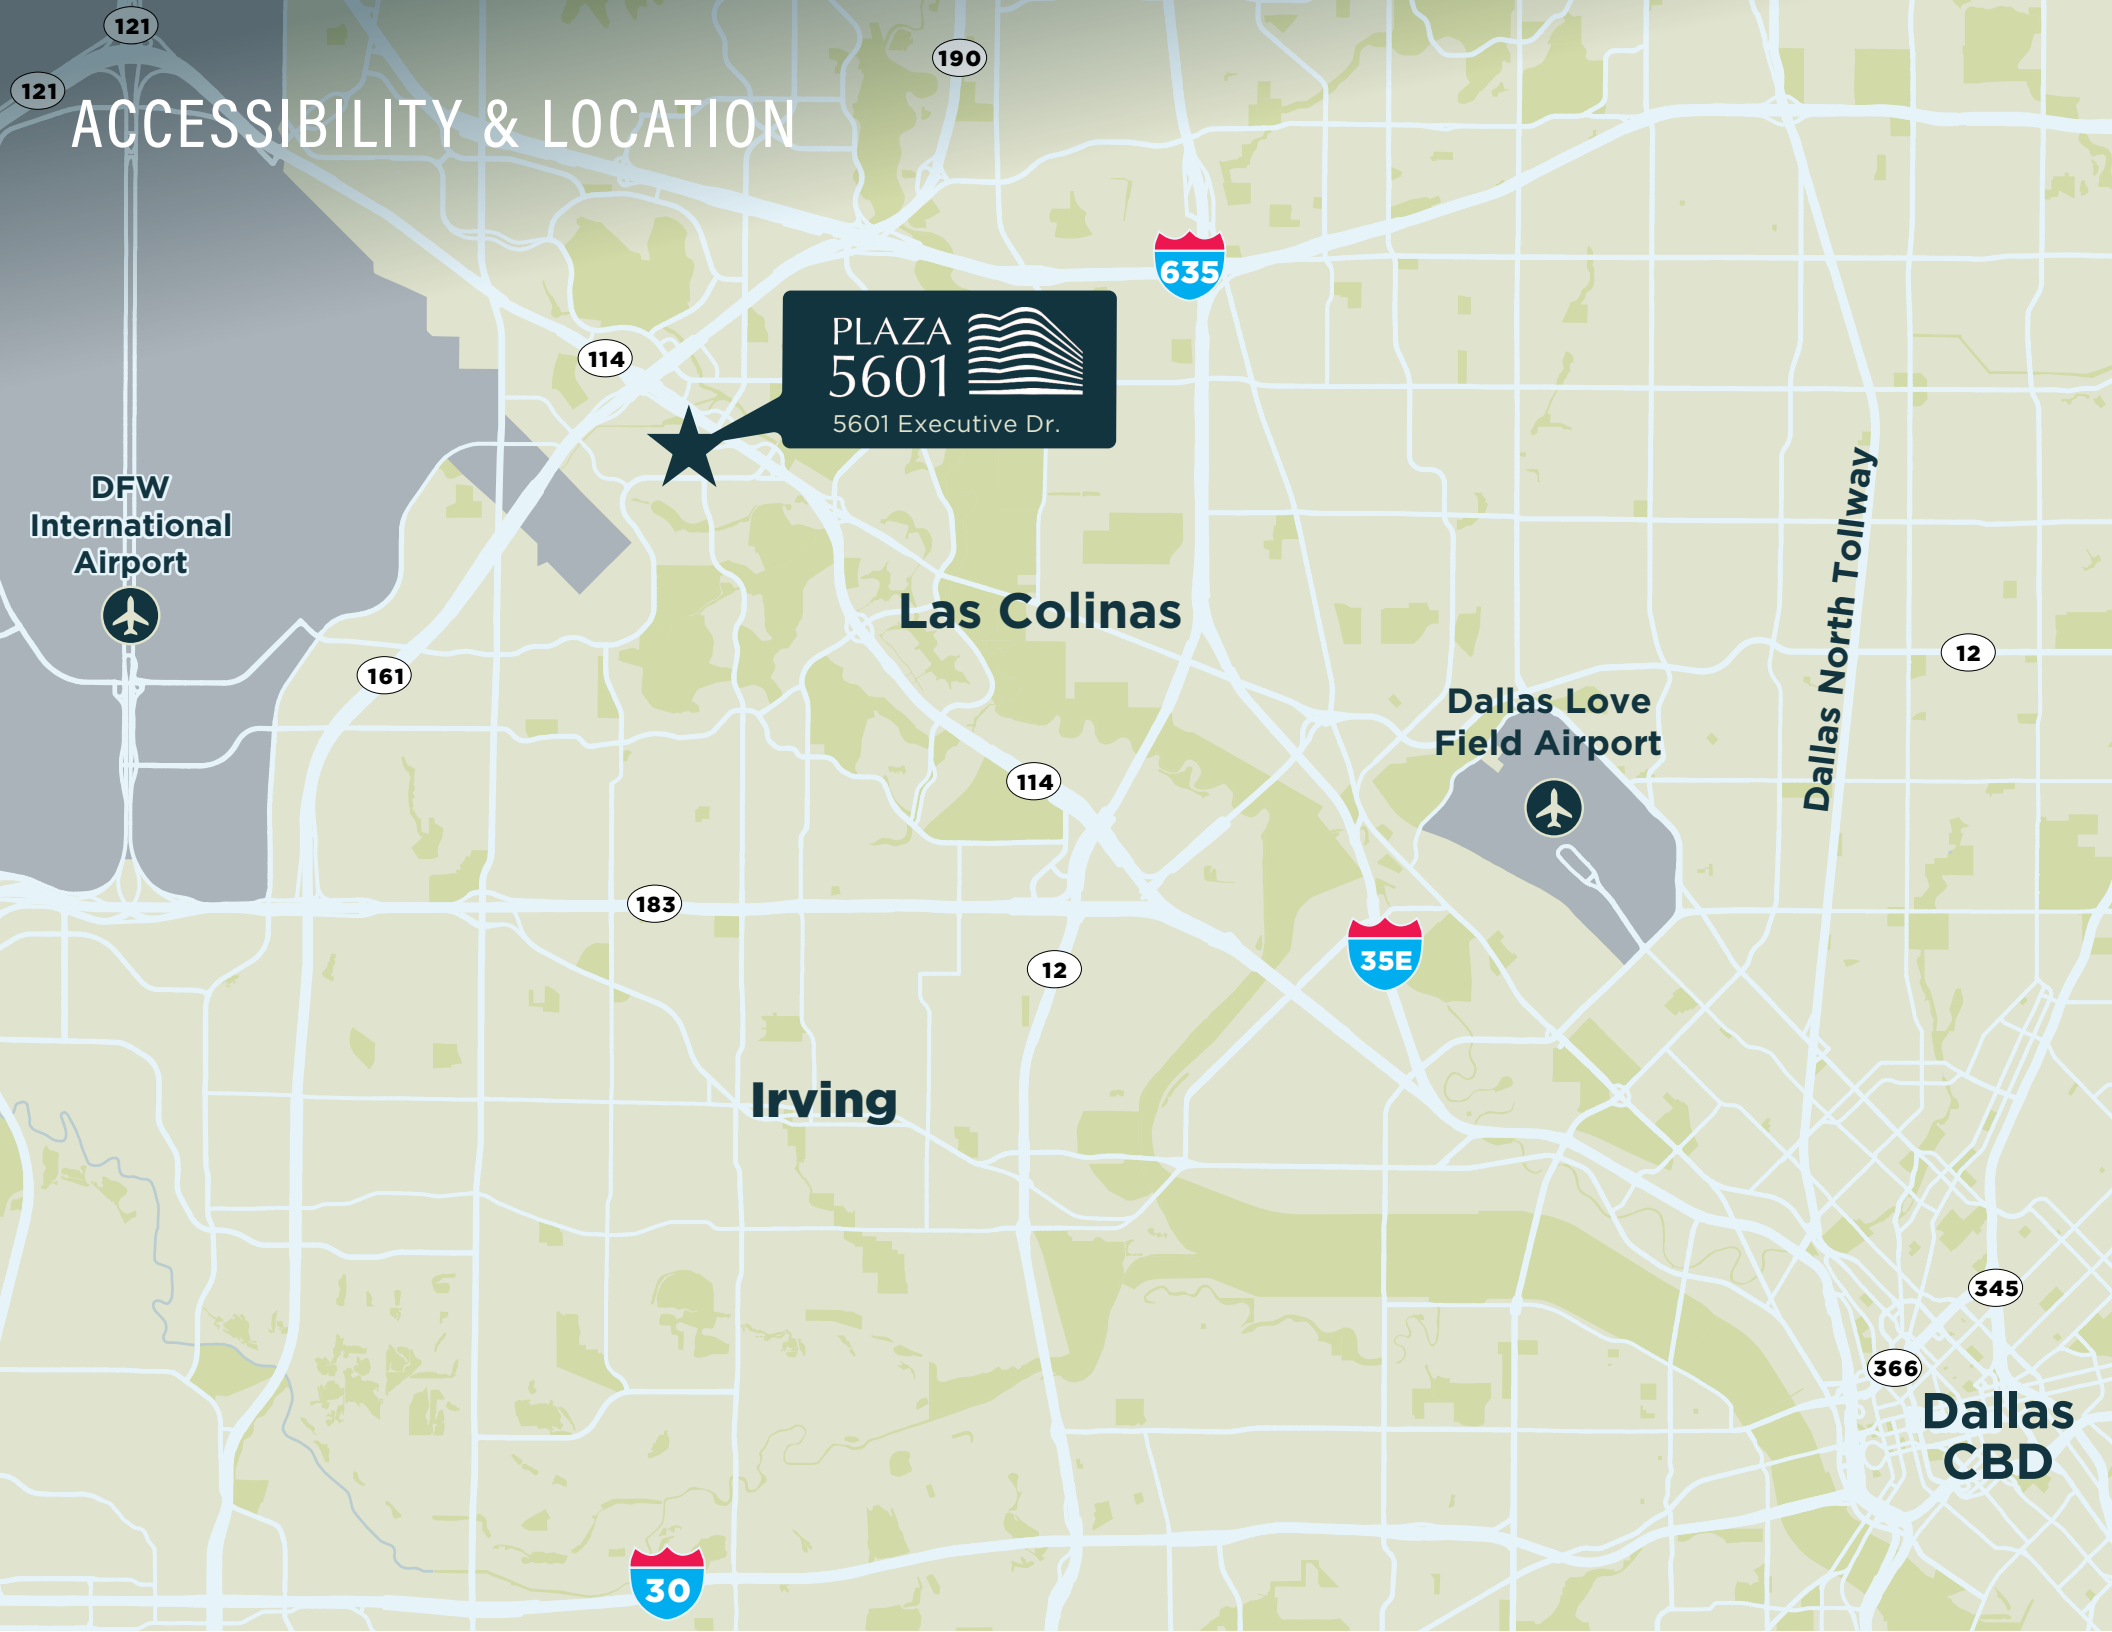 121
190
121
ACCESSIBILITY & LOCATION
635
PLAZA
5601
5601 Executive Dr.
114
DFW
International
Airport
Las Colinas
Dallas North Tollway
12
161
Dallas Love
Field Airport
114
183
35E
12
Irving
345
366
Dallas
CBD
30